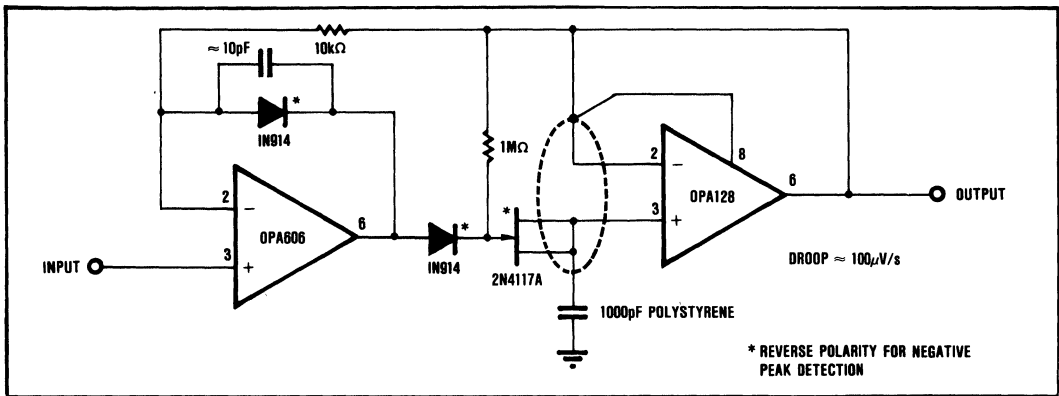 ≈ 10pF
10kΩ
*
IN914
1MΩ
2
−
OPA606
6
3
+
INPUT
*
IN914
*
2N4117A
2
−
8
OPA128
6
3
+
OUTPUT
DROOP ≈ 100µV/s
1000pF POLYSTYRENE
* REVERSE POLARITY FOR NEGATIVE
PEAK DETECTION